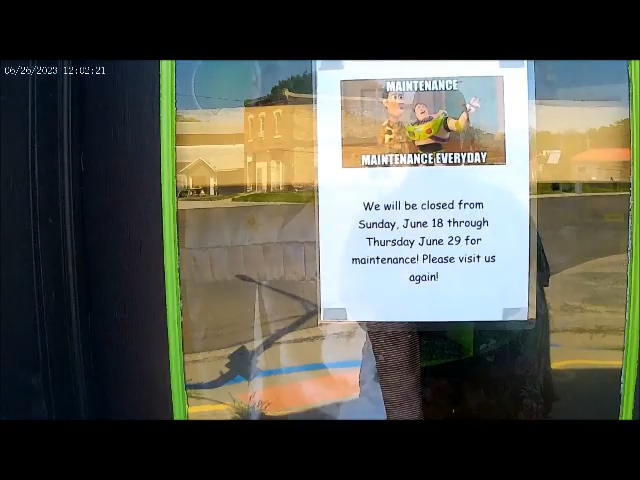 06/26/2023 12:02:21
MAINTENANCE
MAINTENANCE EVERYDAY
We will be closed from
Sunday, June 18 through
Thursday June 29 for
maintenance! Please visit us
again!